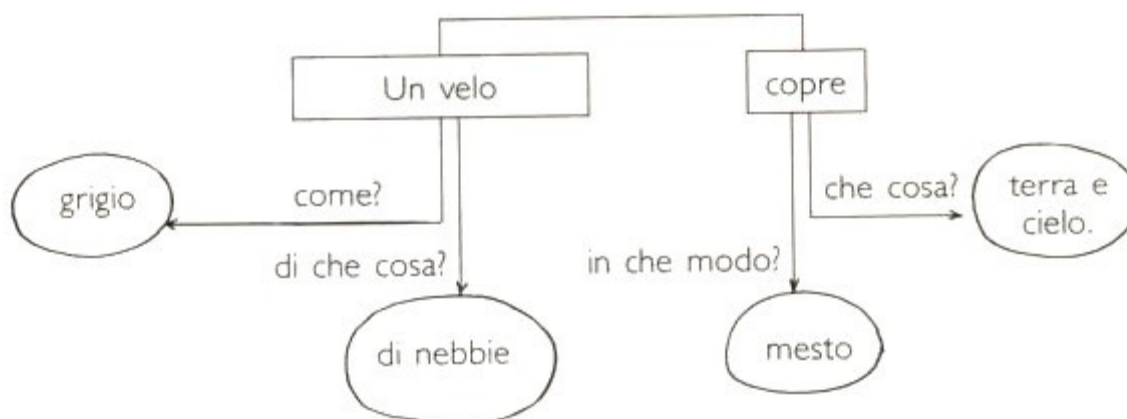 Un velo
copre
grigio
come?
che cosa?
terra e
cielo.
di che cosa?
in che modo?
di nebbie
mesto